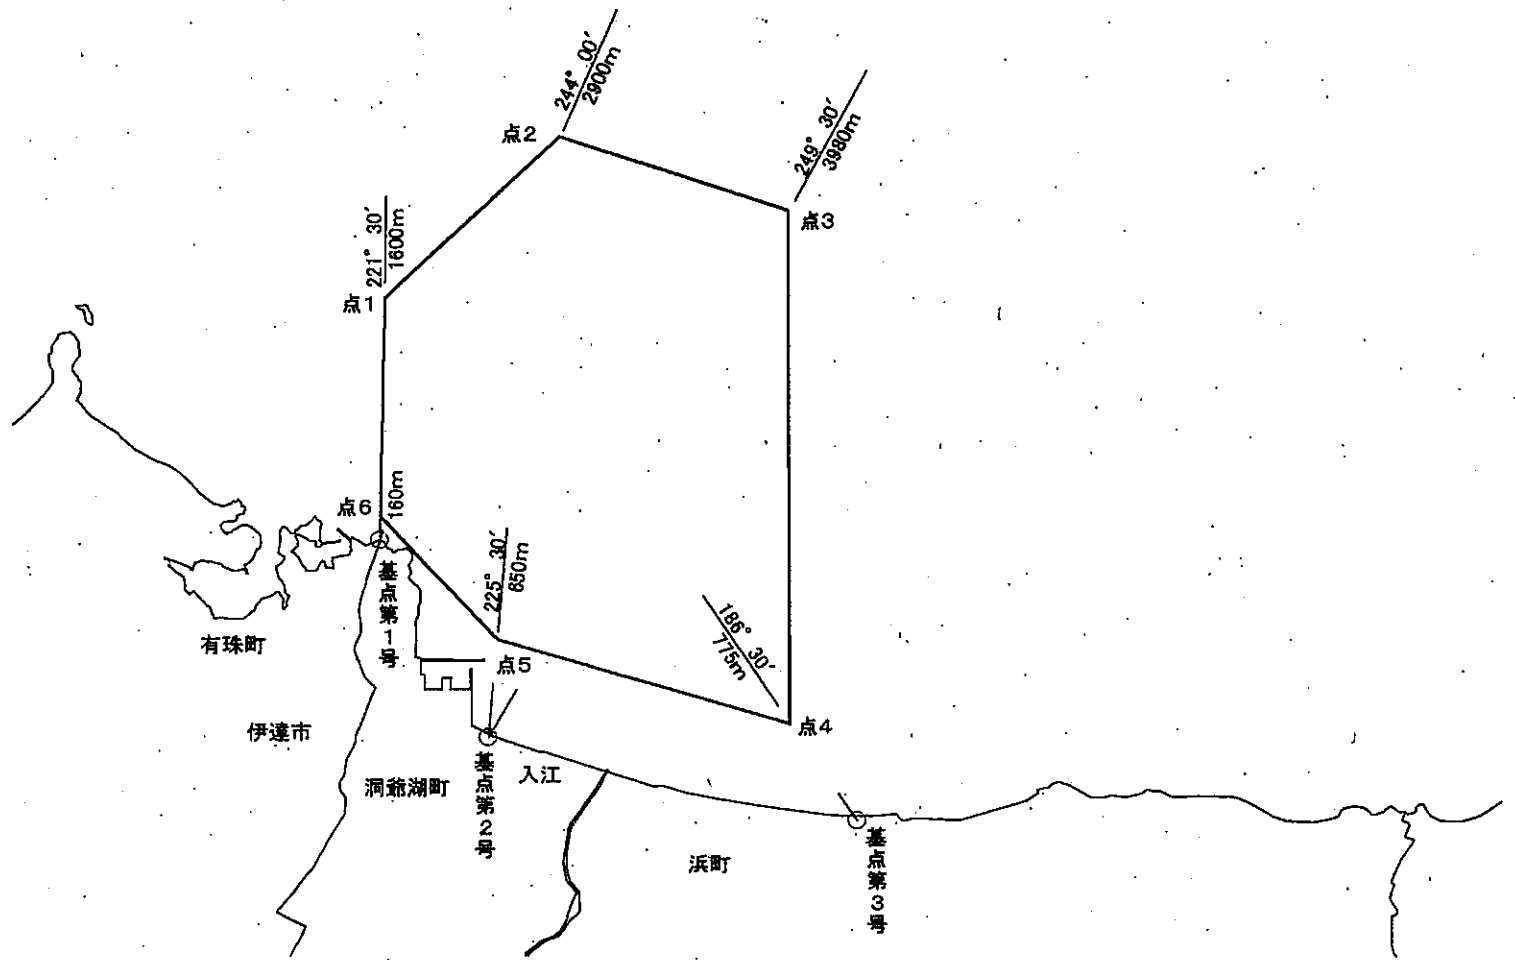 244° 00′
2900m
点2
249° 30′
3980m
点3
221° 30′
1600m
点1
点6
160m
225° 30′
650m
基点第1号
有珠町
点5
186° 30′
775m
点4
伊達市
洞爺湖町
基点第2号
入江
浜町
基点第3号